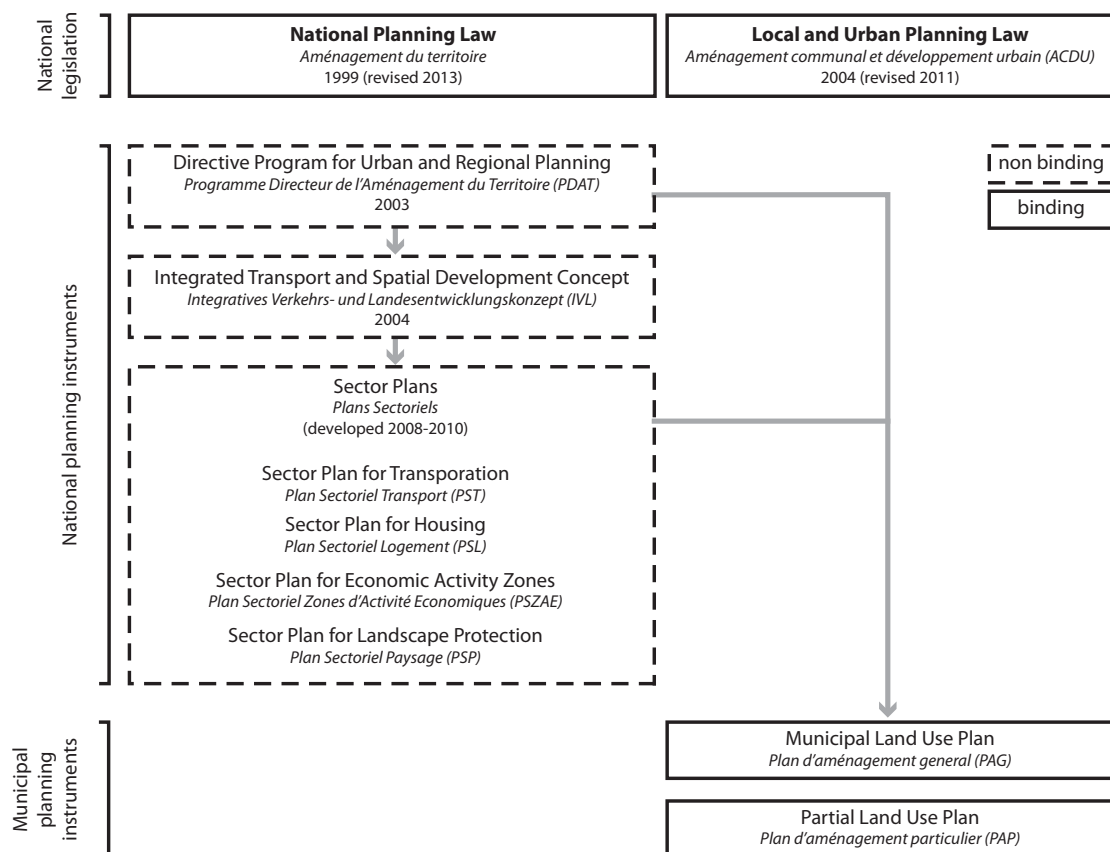 National
legislation
National Planning Law
Aménagement du territoire
1999 (revised 2013)
Local and Urban Planning Law
Aménagement communal et développement urbain (ACDU)
2004 (revised 2011)
National planning instruments
Directive Program for Urban and Regional Planning
Programme Directeur de l’Aménagement du Territoire (PDAT)
2003
non binding
binding
Integrated Transport and Spatial Development Concept
Integratives Verkehrs- und Landesentwicklungskonzept (IVL)
2004
Sector Plans
Plans Sectoriels
(developed 2008-2010)
Sector Plan for Transporation
Plan Sectoriel Transport (PST)
Sector Plan for Housing
Plan Sectoriel Logement (PSL)
Sector Plan for Economic Activity Zones
Plan Sectoriel Zones d’Activité Economiques (PSZAE)
Sector Plan for Landscape Protection
Plan Sectoriel Paysage (PSP)
Municipal
planning
instruments
Municipal Land Use Plan
Plan d’aménagement general (PAG)
Partial Land Use Plan
Plan d’aménagement particulier (PAP)